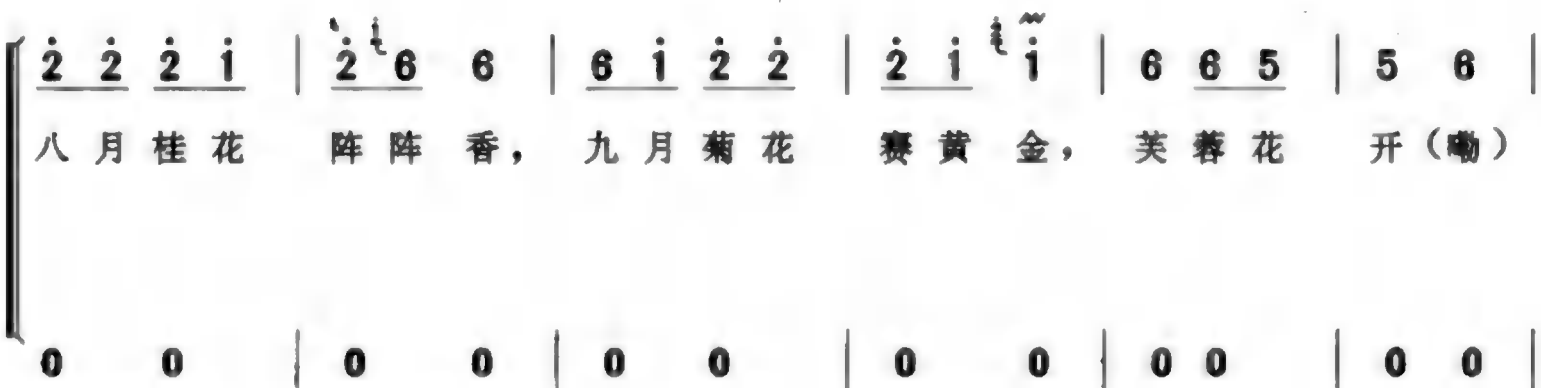 2̇ 2̇ 2̇ 1̇ | 2̇ 6 6 | 6 1̇ 2̇ 2̇ | 2̇ 1̇ 1̇ | 6 6 5 | 5 6 |
八月桂花 阵阵香，九月菊花 赛黄金，芙蓉花 开（嘞）
0 0 | 0 0 | 0 0 | 0 0 | 0 0 | 0 0 |